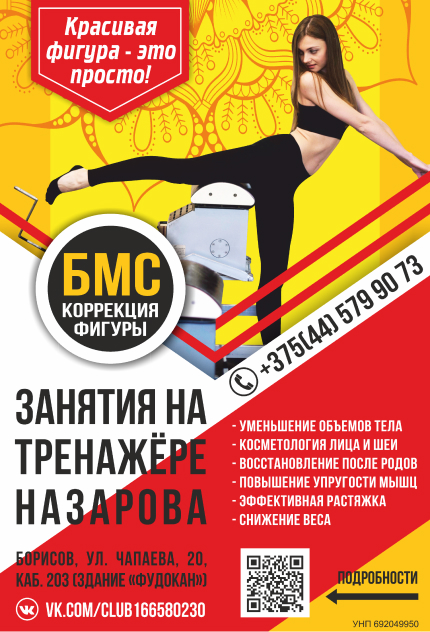 Красивая
фигура - это
просто!
БМС
КОРРЕКЦИЯ
ФИГУРЫ
+375(44) 579 90 73
ЗАНЯТИЯ НА
ТРЕНАЖЁРЕ
НАЗАРОВА
- УМЕНЬШЕНИЕ ОБЪЕМОВ ТЕЛА
- КОСМЕТОЛОГИЯ ЛИЦА И ШЕИ
- ВОССТАНОВЛЕНИЕ ПОСЛЕ РОДОВ
- ПОВЫШЕНИЕ УПРУГОСТИ МЫШЦ
- ЭФФЕКТИВНАЯ РАСТЯЖКА
- СНИЖЕНИЕ ВЕСА
БОРИСОВ, УЛ. ЧАПАЕВА, 20,
КАБ. 203 (ЗДАНИЕ «ФУДОКАН»)
VK.COM/CLUB166580230
ПОДРОБНОСТИ
УНП 692049950